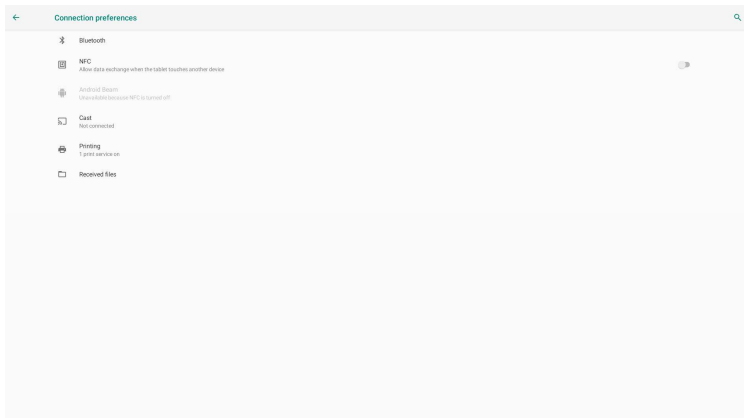 Connection preferences
Bluetooth
NFC
Allow data exchange when the tablet touches another device
Android Beam
Unavailable because NFC is turned off
Cast
Not connected
Printing
1 print service on
Received files